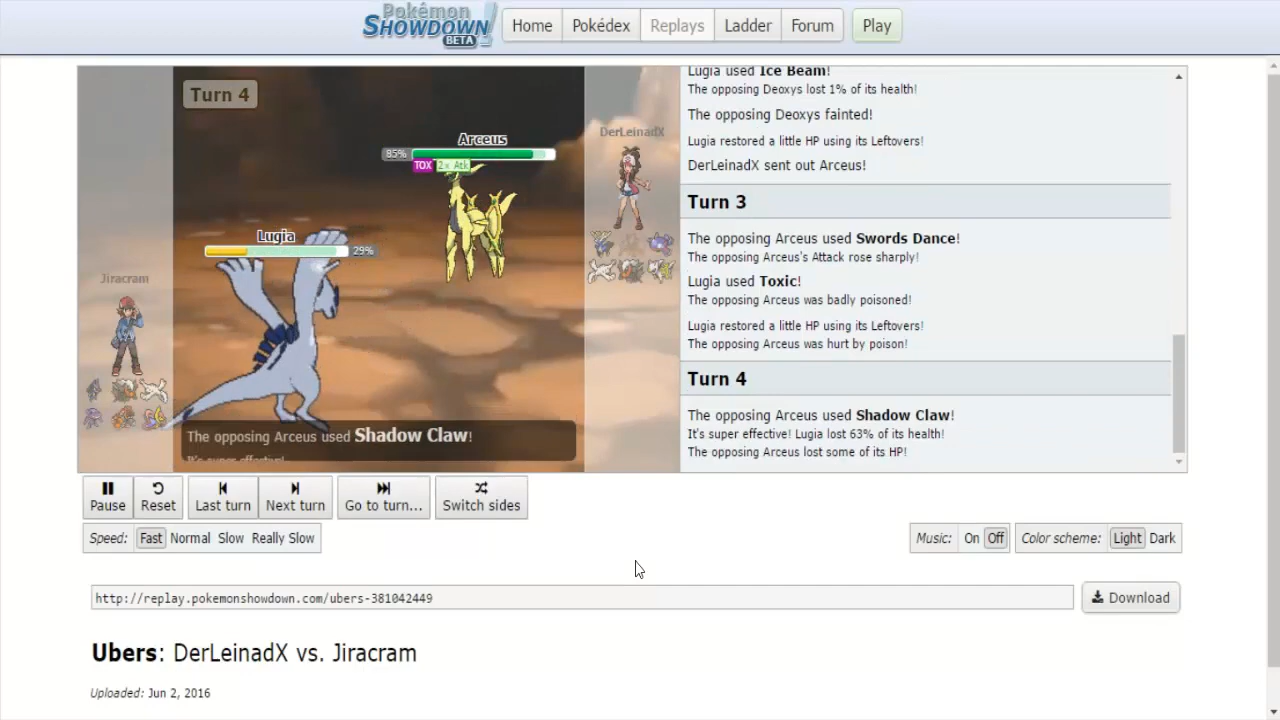 Pokémon
SHOWDOWN!
BETA
Home
Pokédex
Replays
Ladder
Forum
Play
Turn 4
Arceus
85%
TOX
2× Atk
Lugia
29%
Jiracram
DerLeinadX
The opposing Arceus used Shadow Claw!
It's super effective!
Lugia used Ice Beam!
The opposing Deoxys lost 1% of its health!
The opposing Deoxys fainted!
Lugia restored a little HP using its Leftovers!
DerLeinadX sent out Arceus!
Turn 3
The opposing Arceus used Swords Dance!
The opposing Arceus's Attack rose sharply!
Lugia used Toxic!
The opposing Arceus was badly poisoned!
Lugia restored a little HP using its Leftovers!
The opposing Arceus was hurt by poison!
Turn 4
The opposing Arceus used Shadow Claw!
It's super effective! Lugia lost 63% of its health!
The opposing Arceus lost some of its HP!
Pause
Reset
Last turn
Next turn
Go to turn...
Switch sides
Speed: Fast Normal Slow Really Slow
Music: On Off
Color scheme: Light Dark
http://replay.pokemonshowdown.com/ubers-381042449
Download
Ubers: DerLeinadX vs. Jiracram
Uploaded: Jun 2, 2016